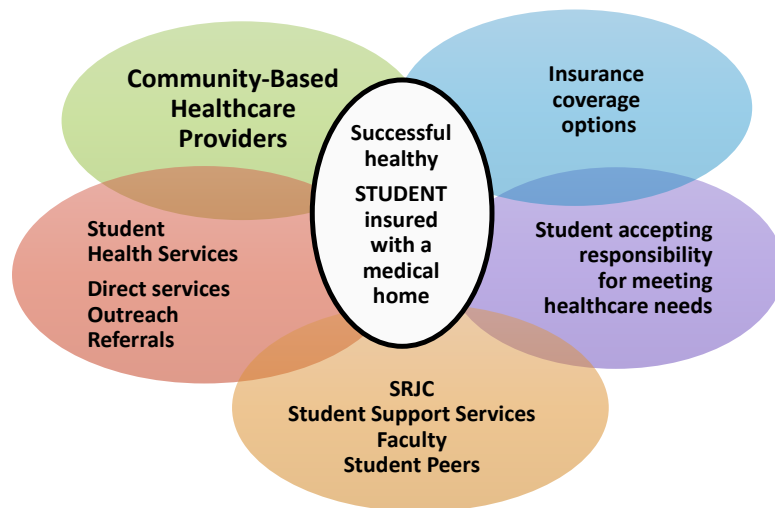 Community-Based
Healthcare
Providers
Insurance
coverage
options
Successful
healthy
STUDENT
insured
with a
medical
home
Student
Health Services
Direct services
Outreach
Referrals
Student accepting
responsibility
for meeting
healthcare needs
SRJC
Student Support Services
Faculty
Student Peers